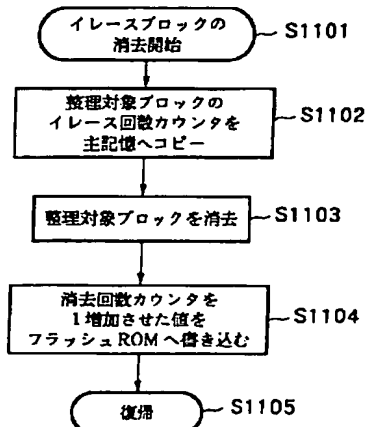 イレースブロックの
消去開始
S1101
整理対象ブロックの
イレース回数カウンタを
主記憶へコピー
S1102
整理対象ブロックを消去
S1103
消去回数カウンタを
1増加させた値を
フラッシュROMへ書き込む
S1104
復帰
S1105